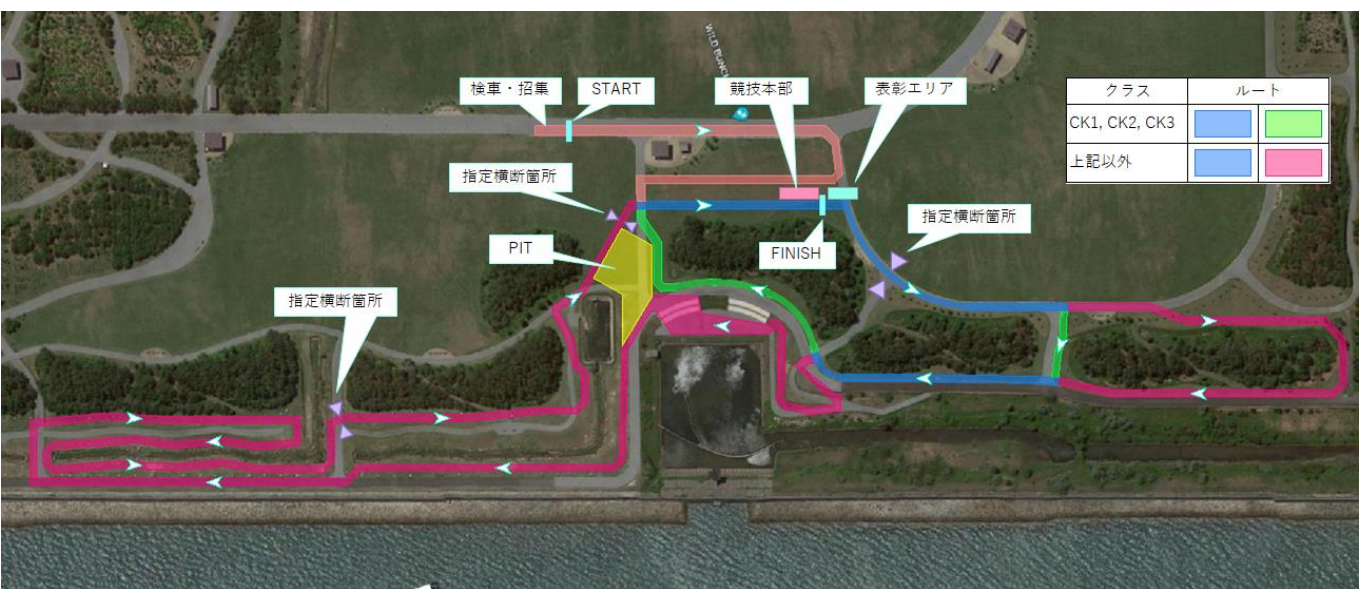 WILD BUNCH
検車・招集
START
競技本部
表彰エリア
クラス
ルート
CK1, CK2, CK3
上記以外
指定横断箇所
指定横断箇所
PIT
FINISH
指定横断箇所